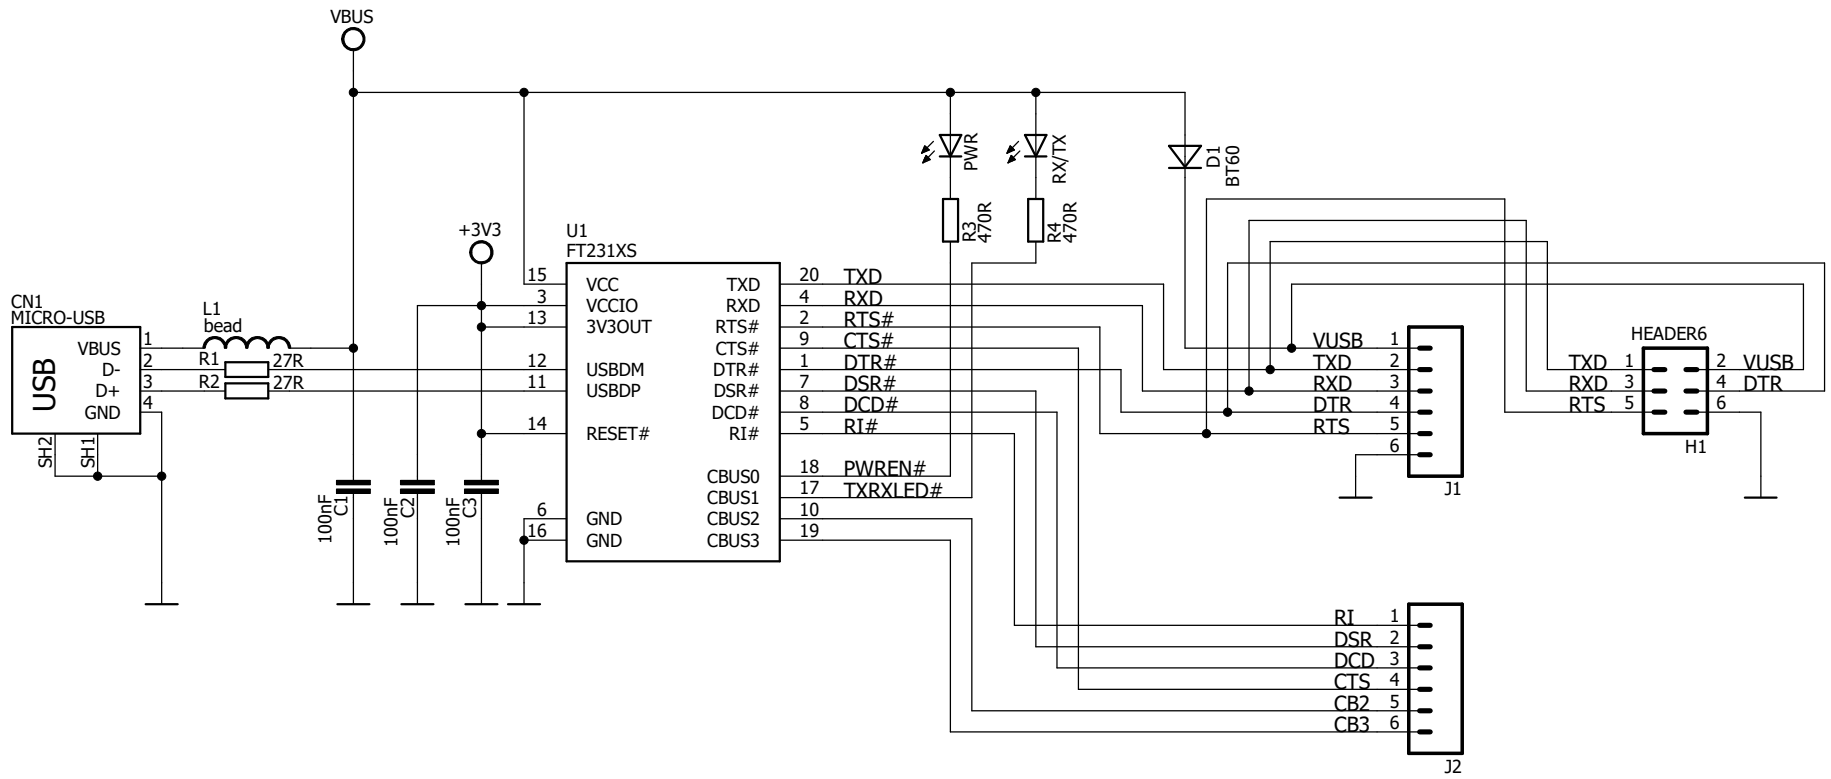 VBUS
CN1
MICRO-USB
USB
VBUS 1
D- 2
D+ 3
GND 4
SH2
SH1
L1
bead
R1 27R
R2 27R
100nF
C1
100nF
C2
100nF
C3
+3V3
U1
FT231XS
15 VCC
3 VCCIO
13 3V3OUT
12 USBDM
11 USBDP
14 RESET#
6 GND
16 GND
TXD 20 TXD
RXD 4 RXD
RTS# 2 RTS#
CTS# 9 CTS#
DTR# 1 DTR#
DSR# 7 DSR#
DCD# 8 DCD#
RI# 5 RI#
CBUS0 18 PWREN#
CBUS1 17 TXRXLED#
CBUS2 10
CBUS3 19
PWR
R3
470R
RX/TX
R4
470R
D1
BT60
VUSB 1
TXD 2
RXD 3
DTR 4
RTS 5
6
J1
HEADER6
TXD 1 2 VUSB
RXD 3 4 DTR
RTS 5 6
H1
RI 1
DSR 2
DCD 3
CTS 4
CB2 5
CB3 6
J2